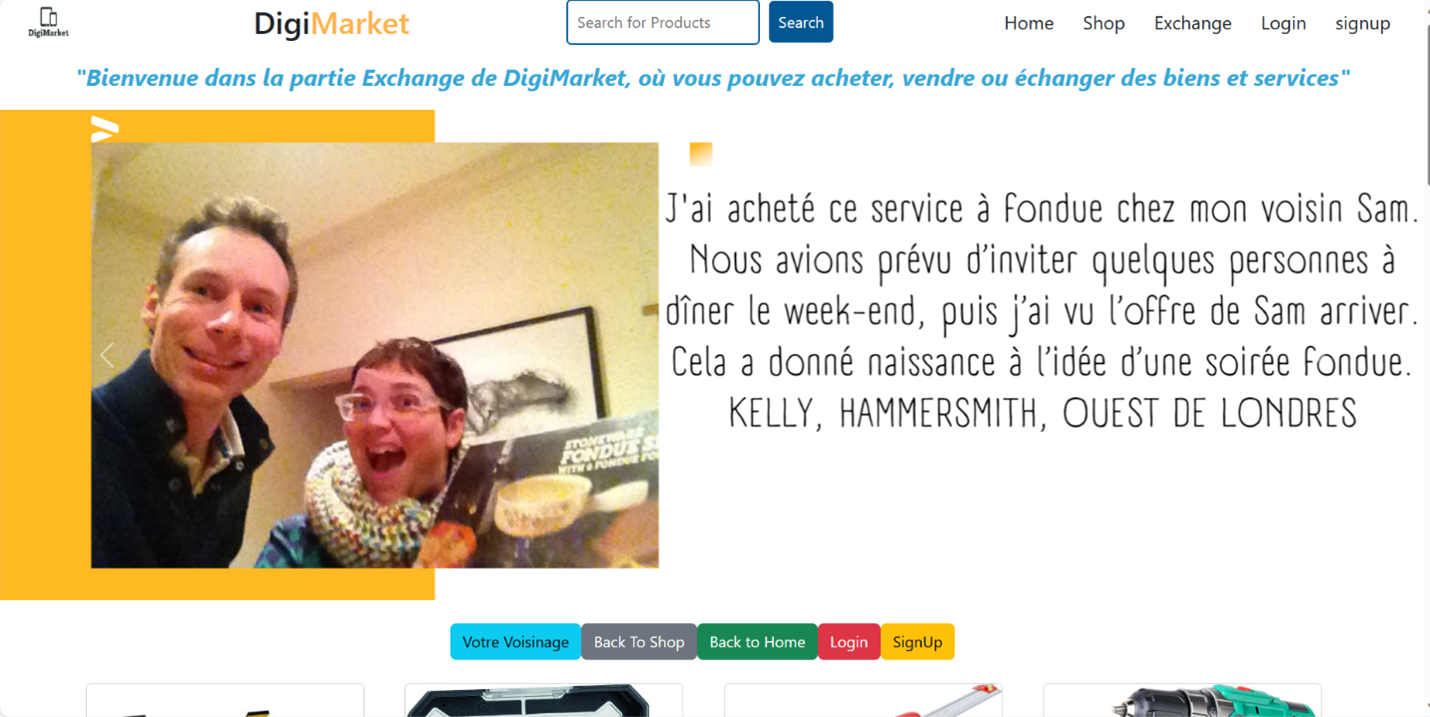 DigiMarket
DigiMarket
Search for Products
Search
Home
Shop
Exchange
Login
signup
"Bienvenue dans la partie Exchange de DigiMarket, où vous pouvez acheter, vendre ou échanger des biens et services"
J'ai acheté ce service à fondue chez mon voisin Sam.
Nous avions prévu d’inviter quelques personnes à
dîner le week-end, puis j’ai vu l’offre de Sam arriver.
Cela a donné naissance à l’idée d’une soirée fondue.
KELLY, HAMMERSMITH, OUEST DE LONDRES
STONEWARE
FONDUE
WITH 6 FONDUE
Votre Voisinage
Back To Shop
Back to Home
Login
SignUp